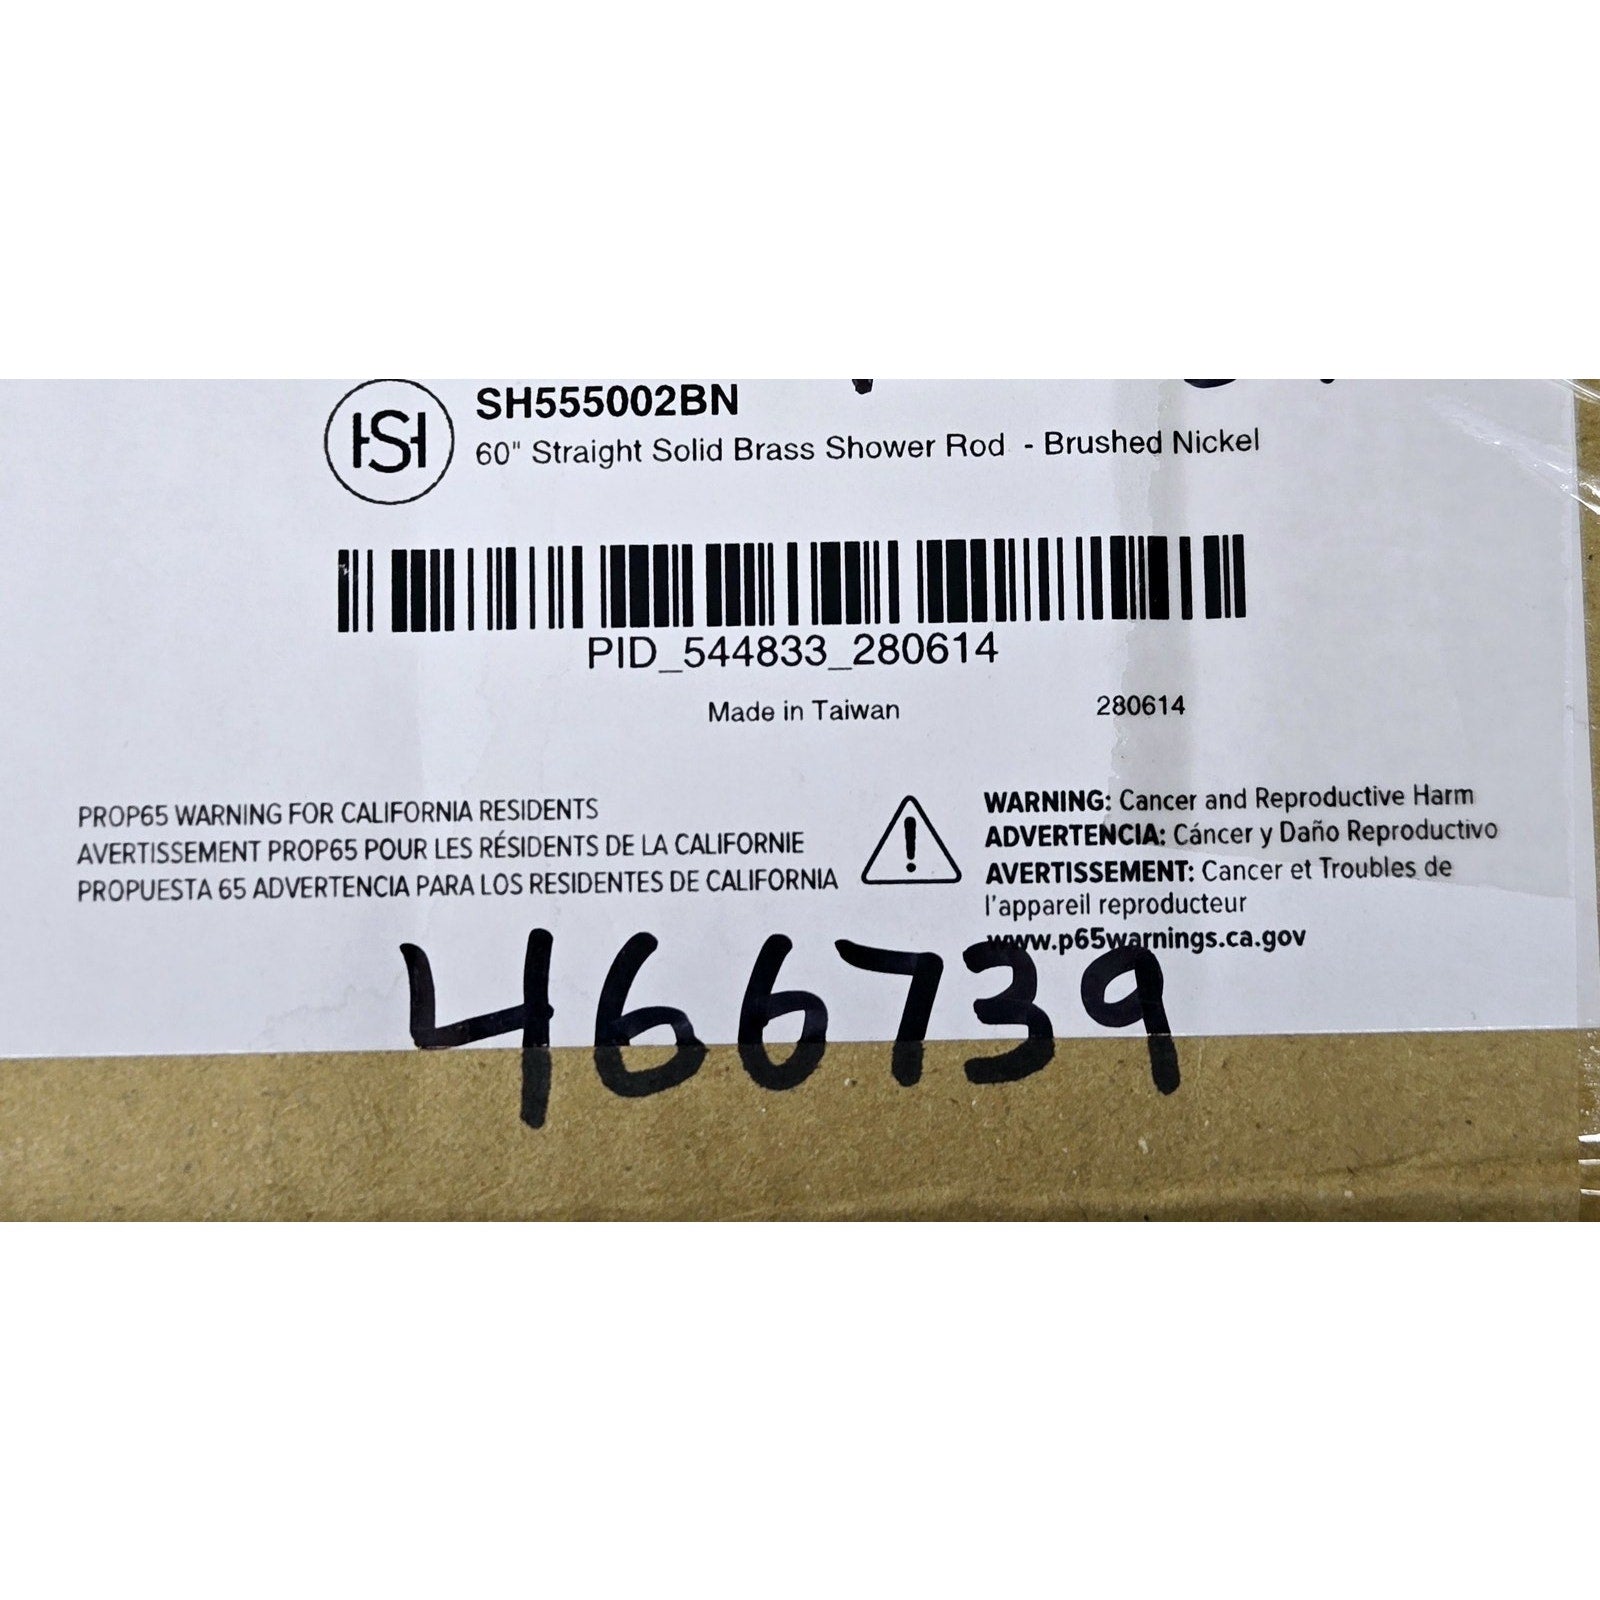 HSH
SH555002BN
60" Straight Solid Brass Shower Rod - Brushed Nickel
PID_544833_280614
Made in Taiwan
280614
PROP65 WARNING FOR CALIFORNIA RESIDENTS
AVERTISSEMENT PROP65 POUR LES RÉSIDENTS DE LA CALIFORNIE
PROPUESTA 65 ADVERTENCIA PARA LOS RESIDENTES DE CALIFORNIA
WARNING: Cancer and Reproductive Harm
ADVERTENCIA: Cáncer y Daño Reproductivo
AVERTISSEMENT: Cancer et Troubles de
l'appareil reproducteur
www.p65warnings.ca.gov
466739